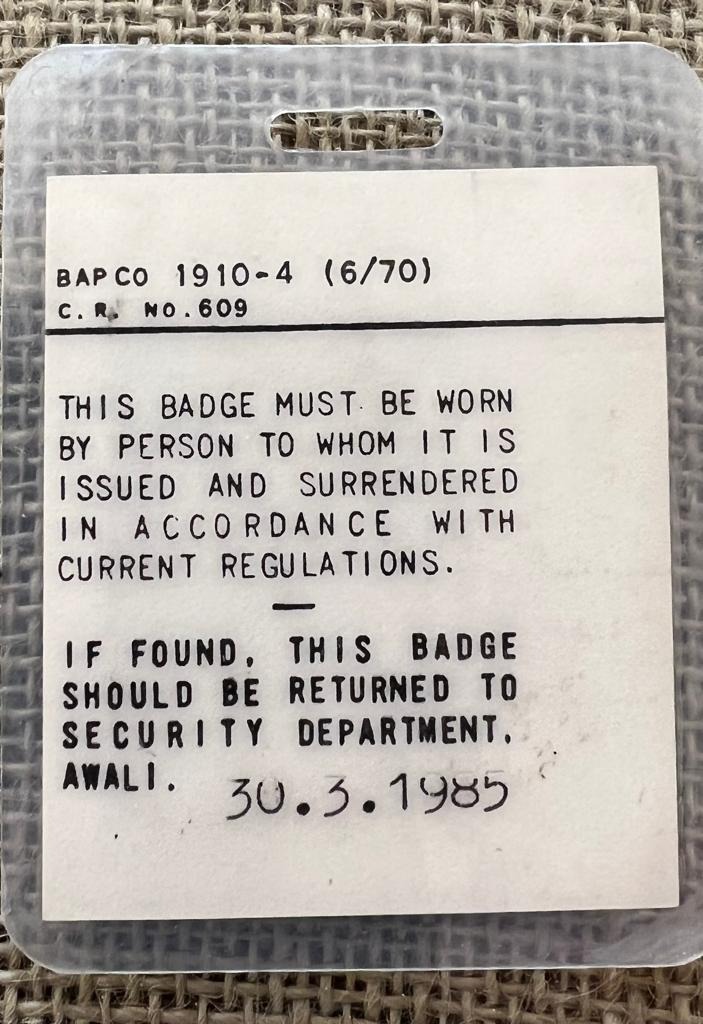 BAPCO 1910-4 (6/70)
C. R. NO. 609
THIS BADGE MUST BE WORN
BY PERSON TO WHOM IT IS
ISSUED AND SURRENDERED
IN ACCORDANCE WITH
CURRENT REGULATIONS.
—
IF FOUND, THIS BADGE
SHOULD BE RETURNED TO
SECURITY DEPARTMENT,
AWALI.
30.3.1985